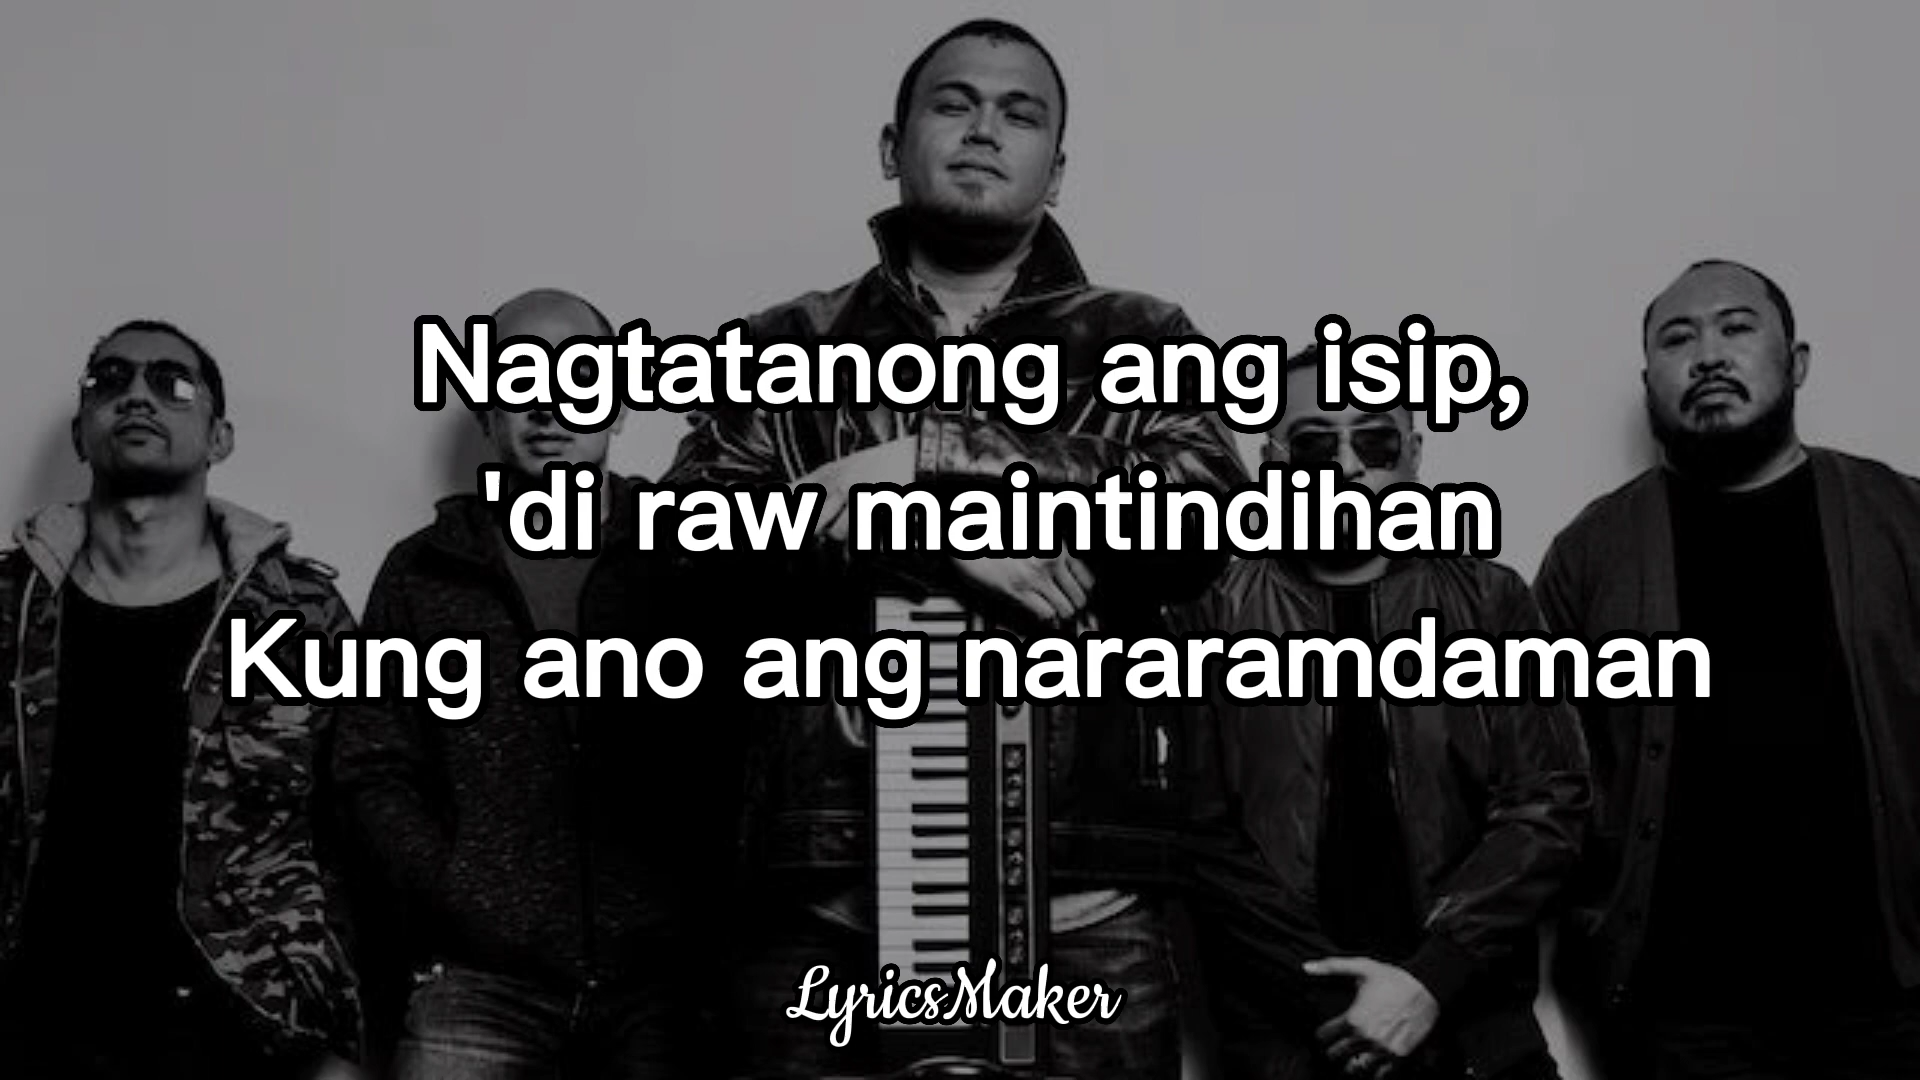 Nagtatanong ang isip,
'di raw maintindihan
Kung ano ang nararamdaman
LyricsMaker